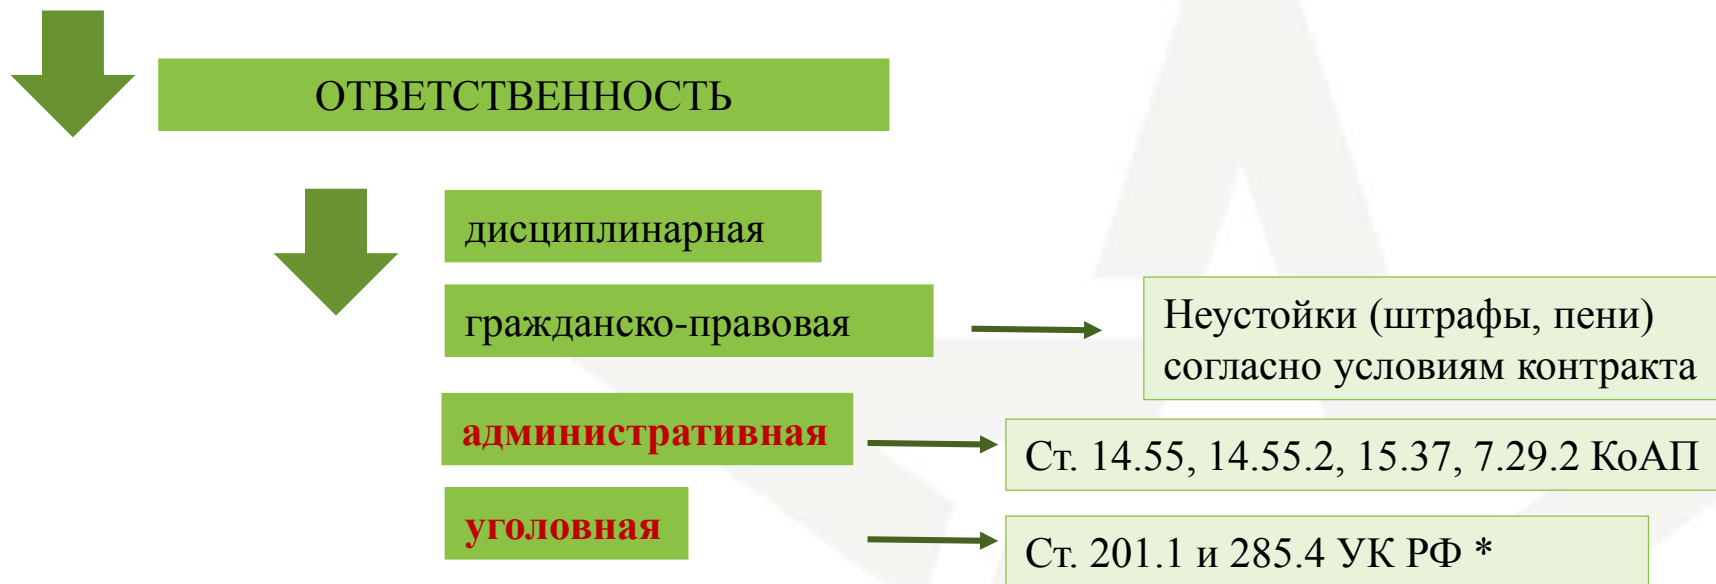 ОТВЕТСТВЕННОСТЬ
дисциплинарная
гражданско-правовая
Неустойки (штрафы, пени)
согласно условиям контракта
административная
Ст. 14.55, 14.55.2, 15.37, 7.29.2 КоАП
уголовная
Ст. 201.1 и 285.4 УК РФ *